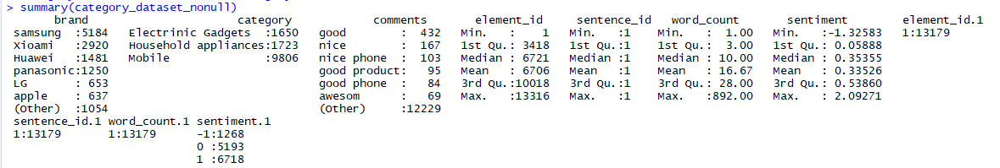 > summary(category_dataset_nonull)
brand category comments element_id sentence_id word_count sentiment element_id.1
samsung :5184 Electrinic Gadgets :1650 good : 432 Min. : 1 Min. :1 Min. : 1.00 Min. :-1.32583 1:13179
Xioami :2920 Household appliances:1723 nice : 167 1st Qu.: 3418 1st Qu.:1 1st Qu.: 3.00 1st Qu.: 0.05888
Huawei :1481 Mobile :9806 nice phone : 103 Median : 6721 Median :1 Median : 10.00 Median : 0.35355
panasonic:1250 good product: 95 Mean : 6706 Mean :1 Mean : 16.67 Mean : 0.33526
LG : 653 good phone : 84 3rd Qu.:10018 3rd Qu.:1 3rd Qu.: 28.00 3rd Qu.: 0.53860
apple : 637 awesom : 69 Max. :13316 Max. :1 Max. :892.00 Max. : 2.09271
(Other) :1054 (Other) :12229
sentence_id.1 word_count.1 sentiment.1
1:13179 1:13179 -1:1268
0 :5193
1 :6718